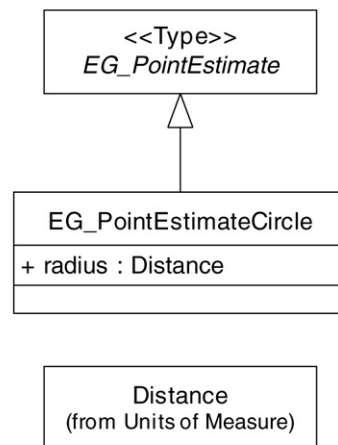 <<Type>>
EG_PointEstimate
EG_PointEstimateCircle
+ radius : Distance
Distance
(from Units of Measure)